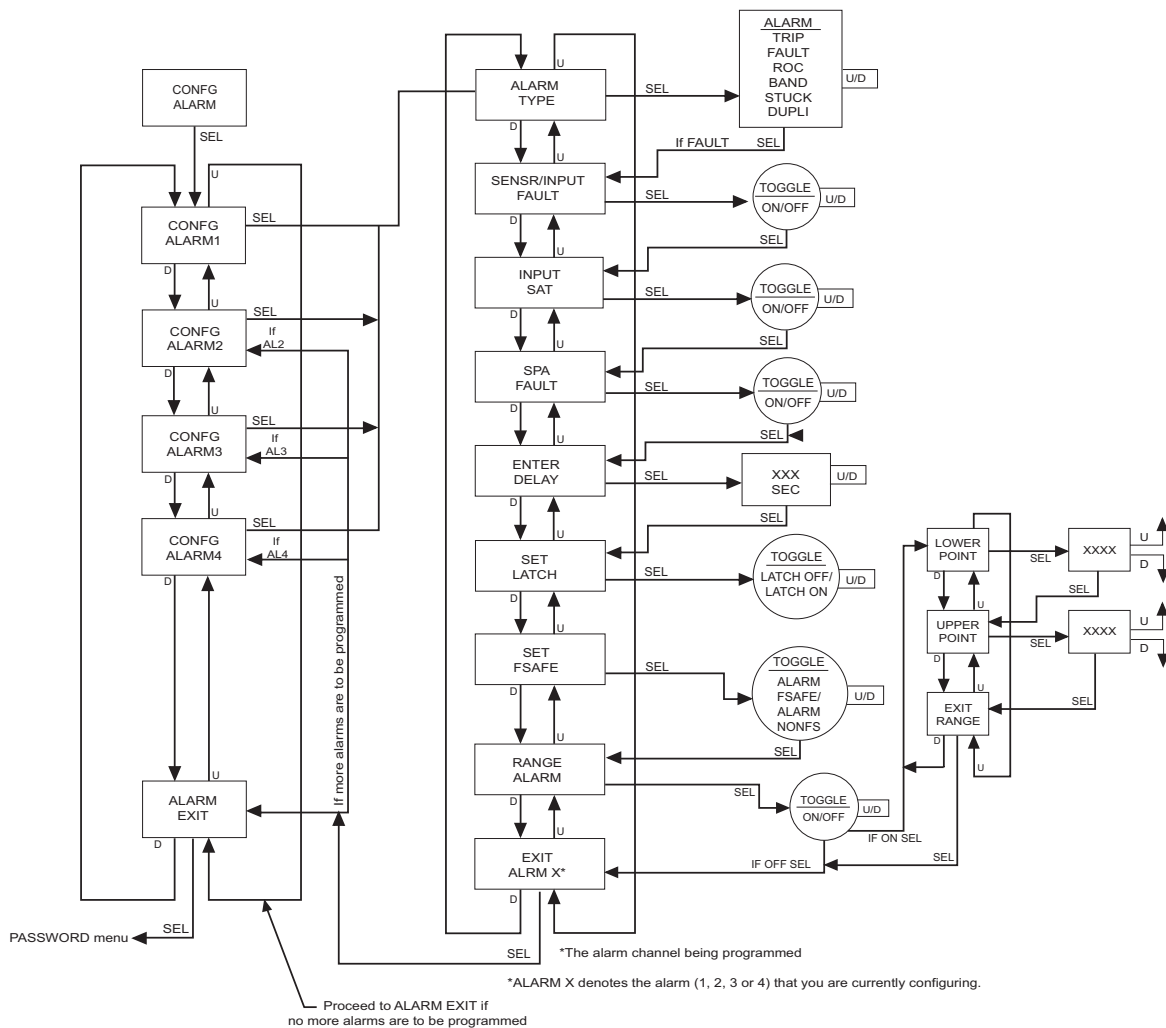 CONFG
ALARM
SEL
U
CONFG
ALARM1
SEL
D
U
CONFG
ALARM2
SEL
If
AL2
D
U
CONFG
ALARM3
SEL
If
AL3
D
U
CONFG
ALARM4
SEL
If
AL4
D
If more alarms are to be programmed
U
ALARM
EXIT
D
SEL
PASSWORD menu
Proceed to ALARM EXIT if
no more alarms are to be programmed
U
ALARM
TYPE
SEL
D
U
ALARM
TRIP
FAULT
ROC
BAND
STUCK
DUPLI
U/D
If FAULT
SEL
SENSR/INPUT
FAULT
SEL
D
U
TOGGLE
ON/OFF
U/D
SEL
INPUT
SAT
SEL
D
U
TOGGLE
ON/OFF
U/D
SEL
SPA
FAULT
SEL
D
U
TOGGLE
ON/OFF
U/D
SEL
ENTER
DELAY
SEL
D
U
XXX
SEC
U/D
SEL
SET
LATCH
SEL
D
U
TOGGLE
LATCH OFF/
LATCH ON
U/D
SET
FSAFE
SEL
D
U
TOGGLE
ALARM
FSAFE/
ALARM
NONFS
U/D
SEL
RANGE
ALARM
SEL
D
U
TOGGLE
ON/OFF
U/D
IF ON SEL
IF OFF SEL
EXIT
ALRM X*
D
U
SEL
LOWER
POINT
SEL
D
U
XXXX
U
D
SEL
UPPER
POINT
SEL
D
U
XXXX
U
D
SEL
EXIT
RANGE
D
U
SEL
*The alarm channel being programmed
*ALARM X denotes the alarm (1, 2, 3 or 4) that you are currently configuring.